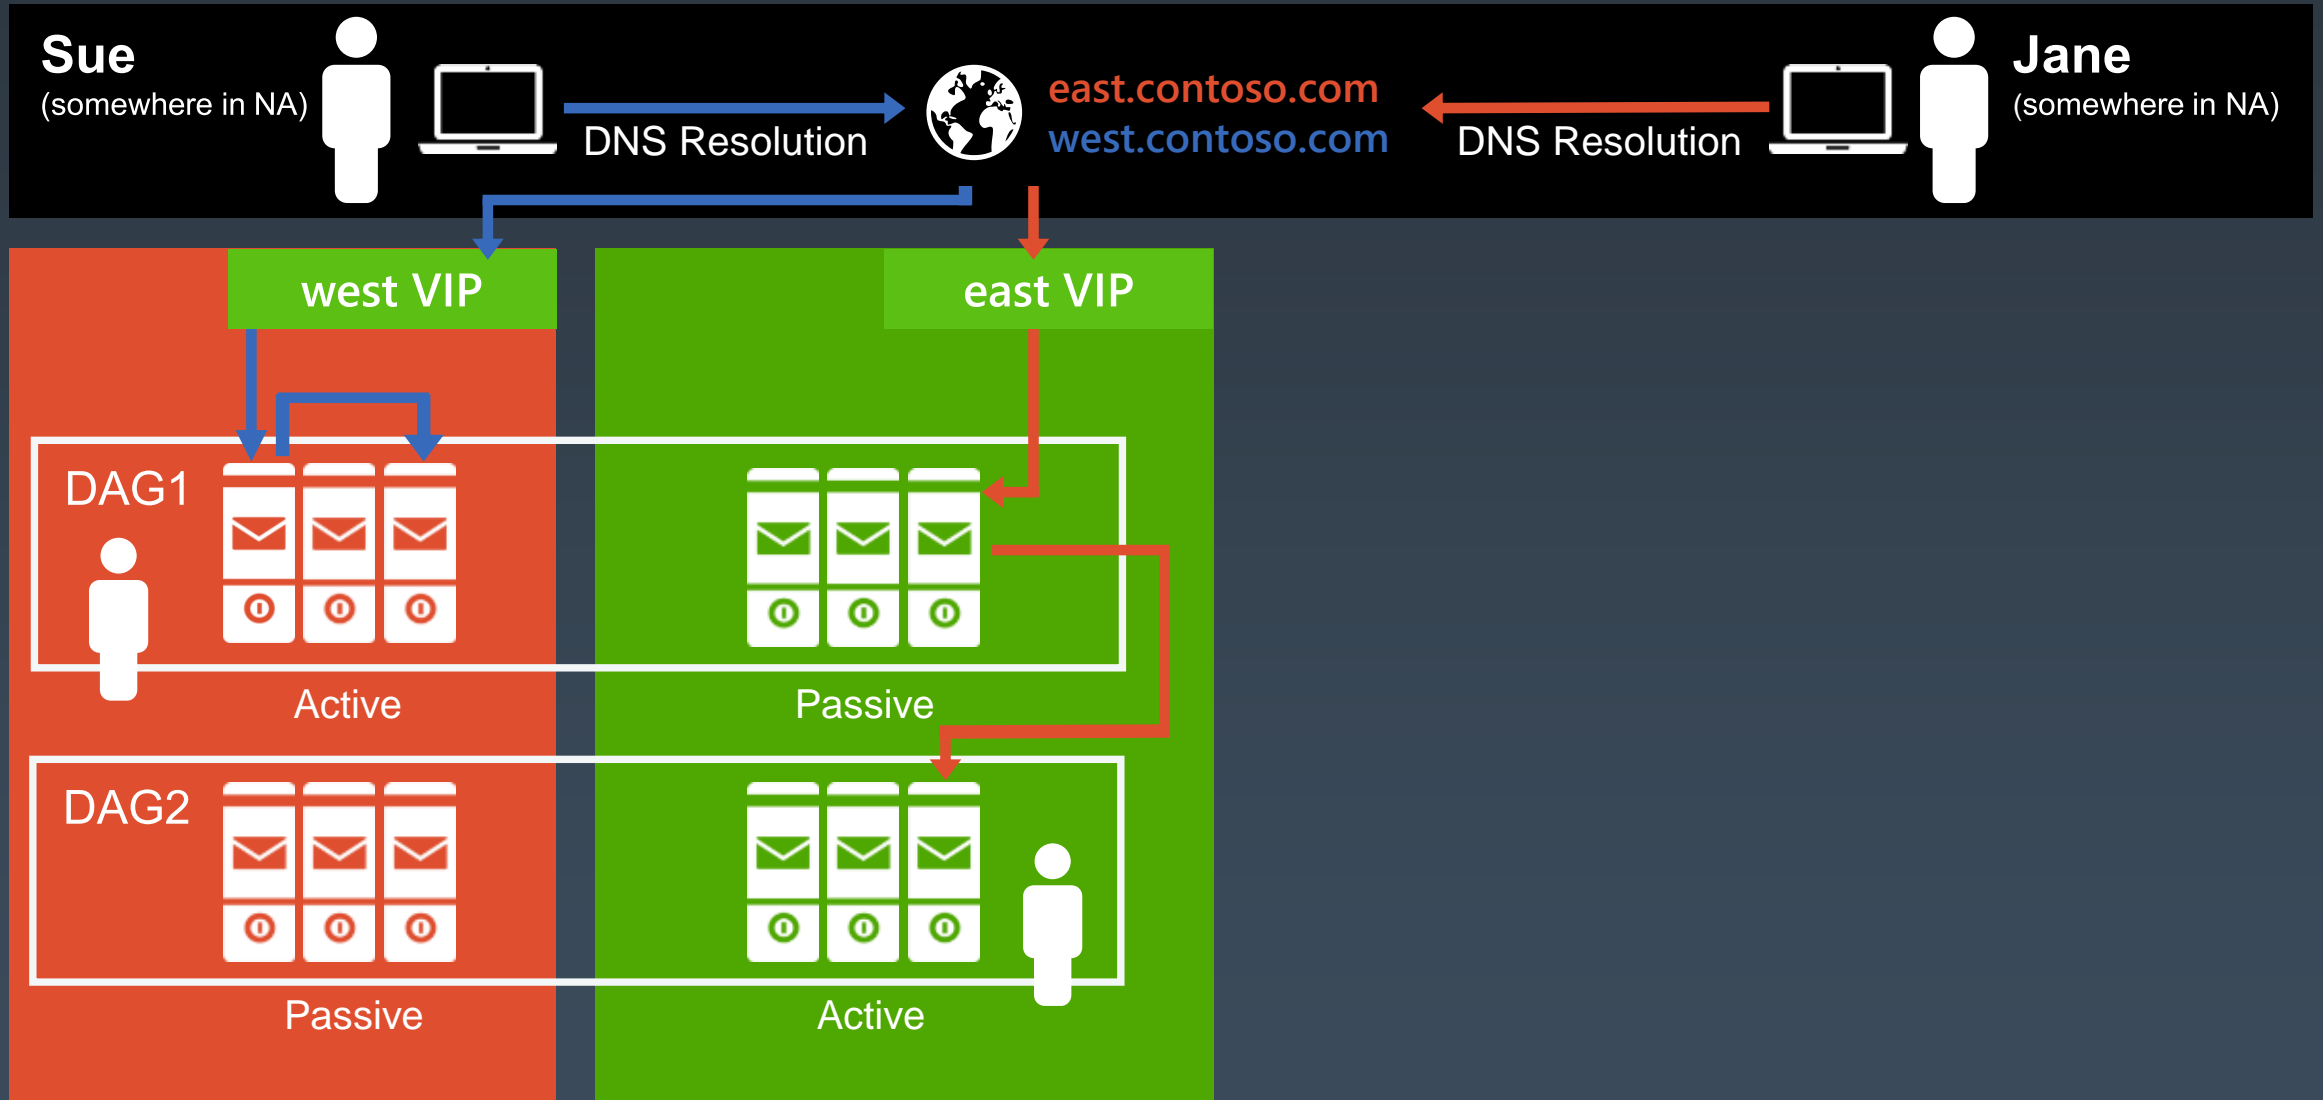 Sue
(somewhere in NA)
DNS Resolution
east.contoso.com
west.contoso.com
DNS Resolution
Jane
(somewhere in NA)
west VIP
east VIP
DAG1
Active
Passive
DAG2
Passive
Active